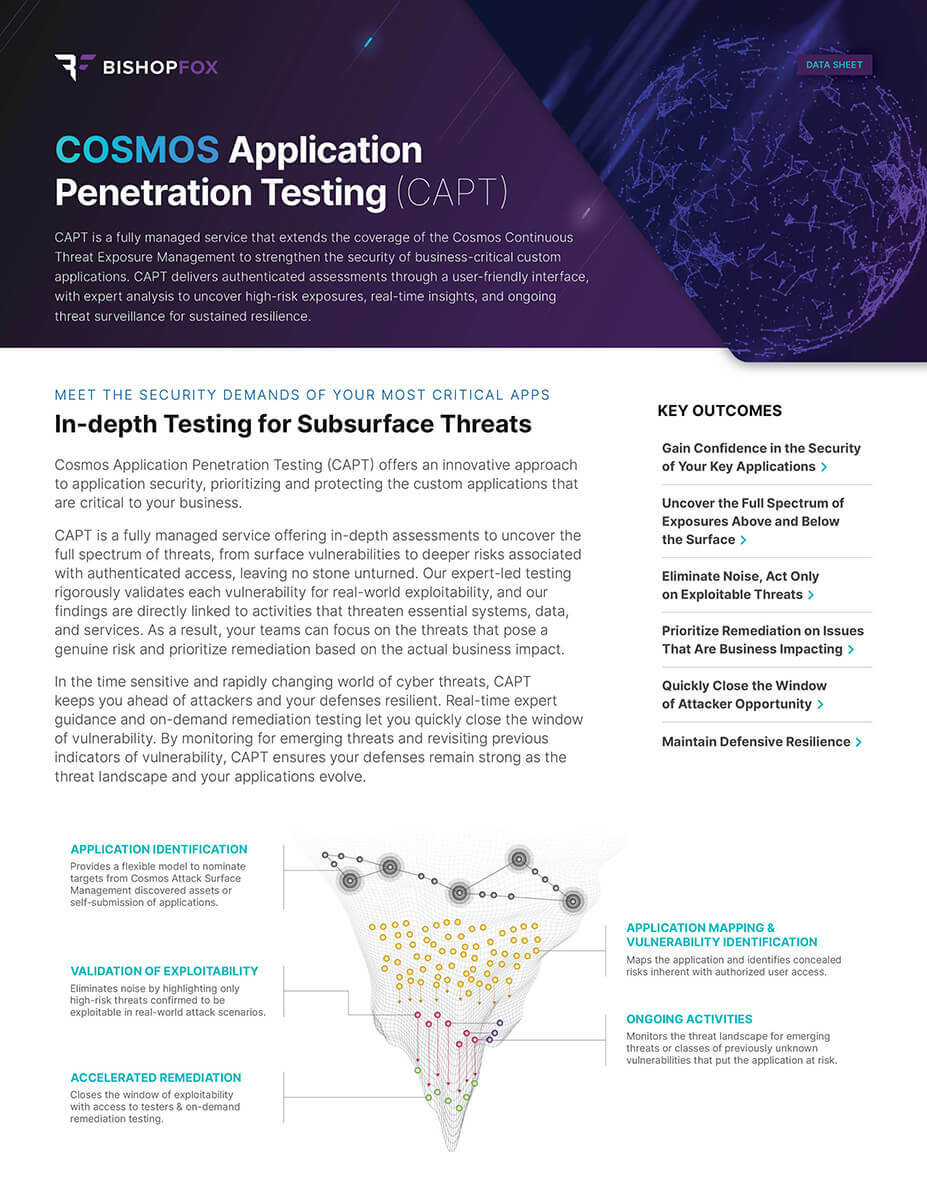 BISHOPFOX
DATA SHEET
COSMOS Application
Penetration Testing (CAPT)
CAPT is a fully managed service that extends the coverage of the Cosmos Continuous
Threat Exposure Management to strengthen the security of business-critical custom
applications. CAPT delivers authenticated assessments through a user-friendly interface,
with expert analysis to uncover high-risk exposures, real-time insights, and ongoing
threat surveillance for sustained resilience.
MEET THE SECURITY DEMANDS OF YOUR MOST CRITICAL APPS
In-depth Testing for Subsurface Threats
Cosmos Application Penetration Testing (CAPT) offers an innovative approach
to application security, prioritizing and protecting the custom applications that
are critical to your business.
CAPT is a fully managed service offering in-depth assessments to uncover the
full spectrum of threats, from surface vulnerabilities to deeper risks associated
with authenticated access, leaving no stone unturned. Our expert-led testing
rigorously validates each vulnerability for real-world exploitability, and our
findings are directly linked to activities that threaten essential systems, data,
and services. As a result, your teams can focus on the threats that pose a
genuine risk and prioritize remediation based on the actual business impact.
In the time sensitive and rapidly changing world of cyber threats, CAPT
keeps you ahead of attackers and your defenses resilient. Real-time expert
guidance and on-demand remediation testing let you quickly close the window
of vulnerability. By monitoring for emerging threats and revisiting previous
indicators of vulnerability, CAPT ensures your defenses remain strong as the
threat landscape and your applications evolve.
KEY OUTCOMES
Gain Confidence in the Security
of Your Key Applications
Uncover the Full Spectrum of
Exposures Above and Below
the Surface
Eliminate Noise, Act Only
on Exploitable Threats
Prioritize Remediation on Issues
That Are Business Impacting
Quickly Close the Window
of Attacker Opportunity
Maintain Defensive Resilience
APPLICATION IDENTIFICATION
Provides a flexible model to nominate
targets from Cosmos Attack Surface
Management discovered assets or
self-submission of applications.
APPLICATION MAPPING &
VULNERABILITY IDENTIFICATION
Maps the application and identifies concealed
risks inherent with authorized user access.
VALIDATION OF EXPLOITABILITY
Eliminates noise by highlighting only
high-risk threats confirmed to be
exploitable in real-world attack scenarios.
ONGOING ACTIVITIES
Monitors the threat landscape for emerging
threats or classes of previously unknown
vulnerabilities that put the application at risk.
ACCELERATED REMEDIATION
Closes the window of exploitability
with access to testers & on-demand
remediation testing.